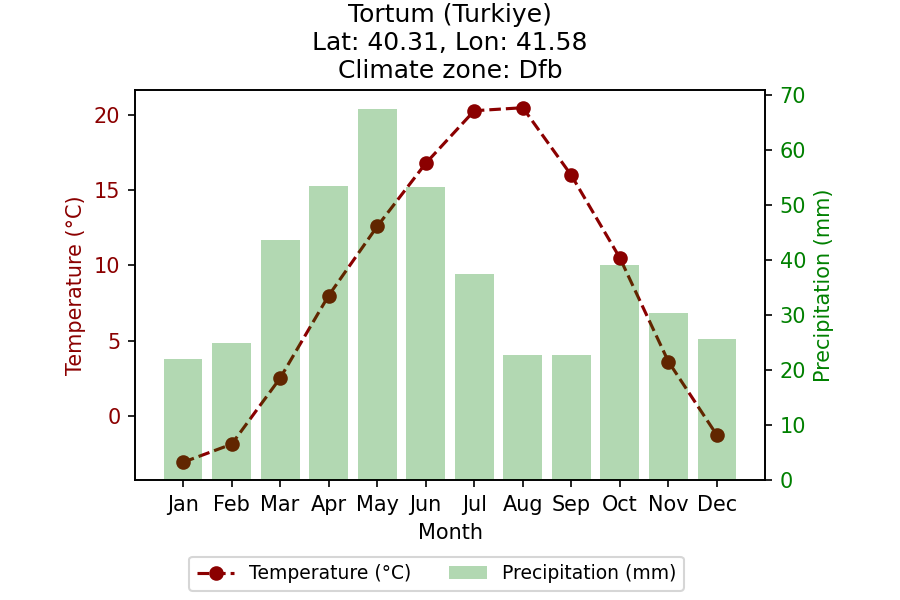 Tortum (Turkiye)
Lat: 40.31, Lon: 41.58
Climate zone: Dfb
Temperature (°C)
20
15
10
5
0
70
60
50
40
30
20
10
0
Precipitation (mm)
Jan Feb Mar Apr May Jun Jul Aug Sep Oct Nov Dec
Month
Temperature (°C) Precipitation (mm)